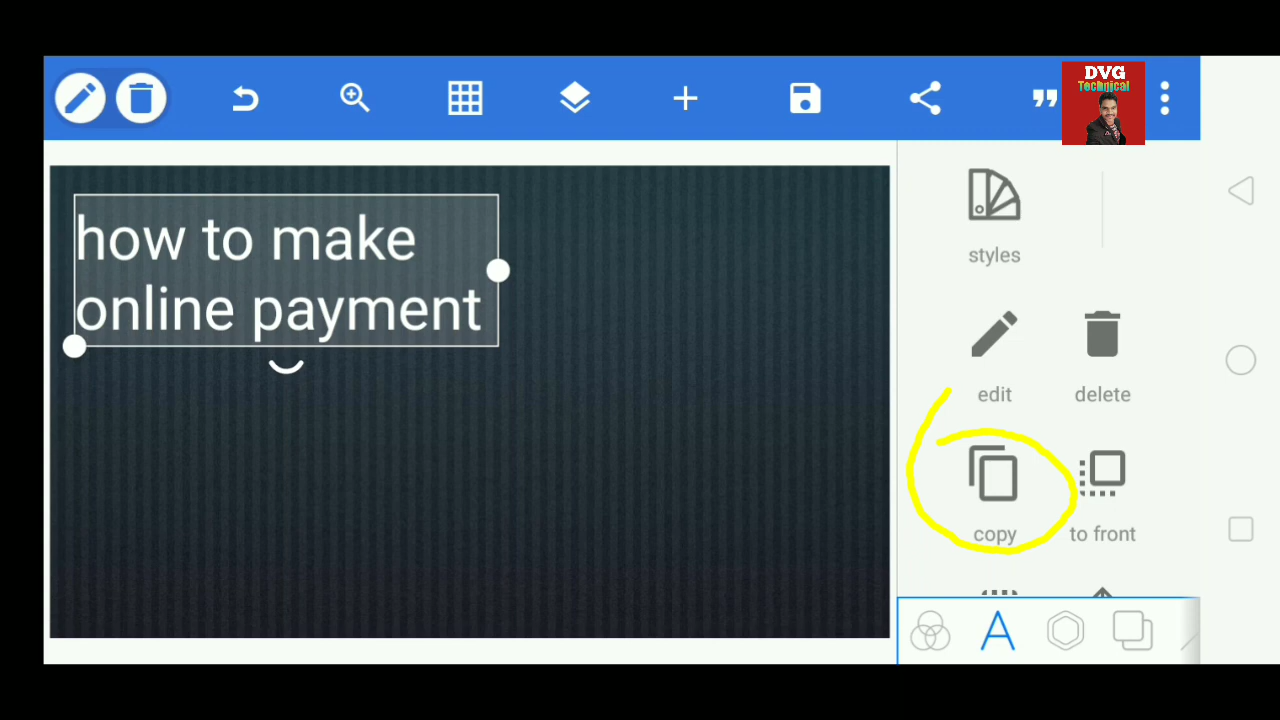 DVG
Technical
styles
how to make
online payment
edit
delete
copy
to front